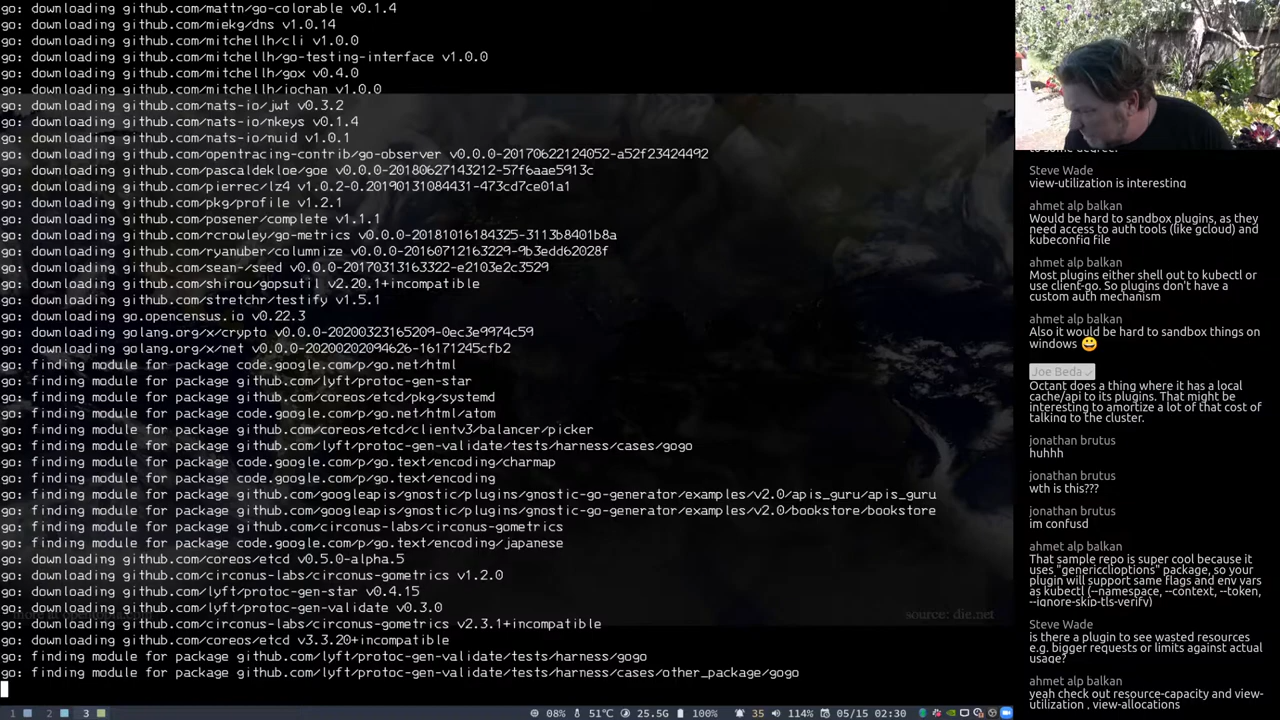 go: downloading github.com/mattn/go-colorable v0.1.4
go: downloading github.com/miekg/dns v1.0.14
go: downloading github.com/mitchellh/cli v1.0.0
go: downloading github.com/mitchellh/go-testing-interface v1.0.0
go: downloading github.com/mitchellh/gox v0.4.0
go: downloading github.com/mitchellh/iochan v1.0.0
go: downloading github.com/nats-io/jwt v0.3.2
go: downloading github.com/nats-io/nkeys v0.1.4
go: downloading github.com/nats-io/nuid v1.0.1
go: downloading github.com/opentracing-contrib/go-observer v0.0.0-20170622124052-a52f23424492
go: downloading github.com/pascaldekloe/goe v0.0.0-20180627143212-57f6aae5913c
go: downloading github.com/pierrec/lz4 v1.0.2-0.20190131084431-473cd7ce01a1
go: downloading github.com/pkg/profile v1.2.1
go: downloading github.com/posener/complete v1.1.1
go: downloading github.com/rcrowley/go-metrics v0.0.0-20181016184325-3113b8401b8a
go: downloading github.com/ryanuber/columnize v0.0.0-20160712163229-9b3edd62028f
go: downloading github.com/sean-/seed v0.0.0-20170313163322-e2103e2c3529
go: downloading github.com/shirou/gopsutil v2.20.1+incompatible
go: downloading github.com/stretchr/testify v1.5.1
go: downloading go.opencensus.io v0.22.3
go: downloading golang.org/x/crypto v0.0.0-20200323165209-0ec3e9974c59
go: downloading golang.org/x/net v0.0.0-20200202094626-16171245cfb2
go: finding module for package code.google.com/p/go.net/html
go: finding module for package github.com/lyft/protoc-gen-star
go: finding module for package github.com/coreos/etcd/pkg/systemd
go: finding module for package code.google.com/p/go.net/html/atom
go: finding module for package github.com/coreos/etcd/clientv3/balancer/picker
go: finding module for package github.com/lyft/protoc-gen-validate/tests/harness/cases/gogo
go: finding module for package code.google.com/p/go.text/encoding/charmap
go: finding module for package code.google.com/p/go.text/encoding
go: finding module for package github.com/googleapis/gnostic/plugins/gnostic-go-generator/examples/v2.0/apis_guru/apis_guru
go: finding module for package github.com/googleapis/gnostic/plugins/gnostic-go-generator/examples/v2.0/bookstore/bookstore
go: finding module for package github.com/circonus-labs/circonus-gometrics
go: finding module for package code.google.com/p/go.text/encoding/japanese
go: downloading github.com/coreos/etcd v0.5.0-alpha.5
go: downloading github.com/circonus-labs/circonus-gometrics v1.2.0
go: downloading github.com/lyft/protoc-gen-star v0.4.15
go: downloading github.com/lyft/protoc-gen-validate v0.3.0
go: downloading github.com/circonus-labs/circonus-gometrics v2.3.1+incompatible
go: downloading github.com/coreos/etcd v3.3.20+incompatible
go: finding module for package github.com/lyft/protoc-gen-validate/tests/harness/gogo
go: finding module for package github.com/lyft/protoc-gen-validate/tests/harness/cases/other_package/gogo
source: die.net
1 2 3 08% 51°C 25.5G 100% 35 114% 05/15 02:30
to some degree.
Steve Wade
view-utilization is interesting
ahmet alp balkan
Would be hard to sandbox plugins, as they
need access to auth tools (like gcloud) and
kubeconfig file
ahmet alp balkan
Most plugins either shell out to kubectl or
use client-go. So plugins don't have a
custom auth mechanism
ahmet alp balkan
Also it would be hard to sandbox things on
windows 😀
Joe Beda ✓
Octant does a thing where it has a local
cache/api to its plugins. That might be
interesting to amortize a lot of that cost of
talking to the cluster.
jonathan brutus
huhhh
jonathan brutus
wth is this???
jonathan brutus
im confusd
ahmet alp balkan
That sample repo is super cool because it
uses "genericclioptions" package, so your
plugin will support same flags and env vars
as kubectl (--namespace, --context, --token,
--ignore-skip-tls-verify)
Steve Wade
is there a plugin to see wasted resources
e.g. bigger requests or limits against actual
usage?
ahmet alp balkan
yeah check out resource-capacity and view-
utilization , view-allocations